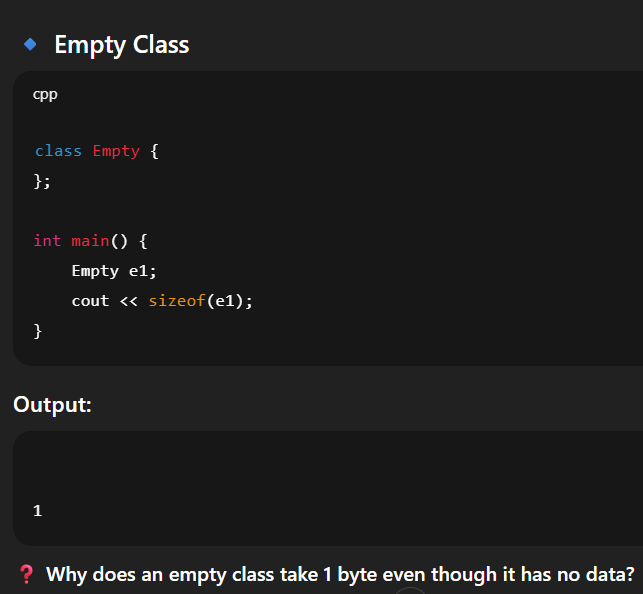 Empty Class
cpp
class Empty {
};
int main() {
    Empty e1;
    cout << sizeof(e1);
}
Output:
1
❓ Why does an empty class take 1 byte even though it has no data?